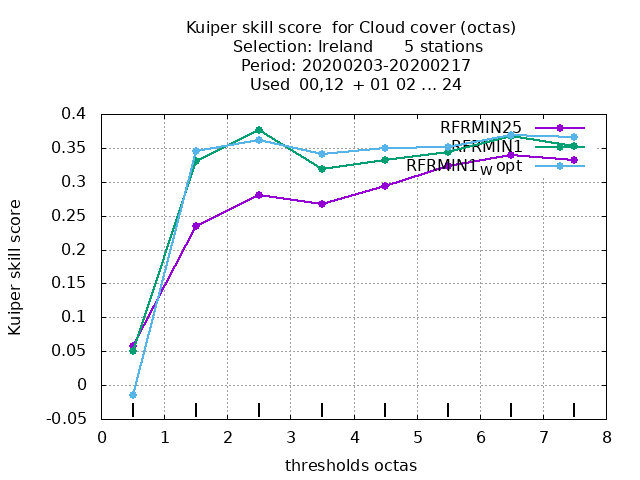 Kuiper skill score for Cloud cover (octas)
Selection: Ireland 5 stations
Period: 20200203-20200217
Used 00,12 + 01 02 ... 24
0.4
0.35
0.3
0.25
0.2
0.15
0.1
0.05
0
-0.05
Kuiper skill score
RFRMIN25
RFRMIN1
RFRMIN1W opt
0 1 2 3 4 5 6 7 8
thresholds octas